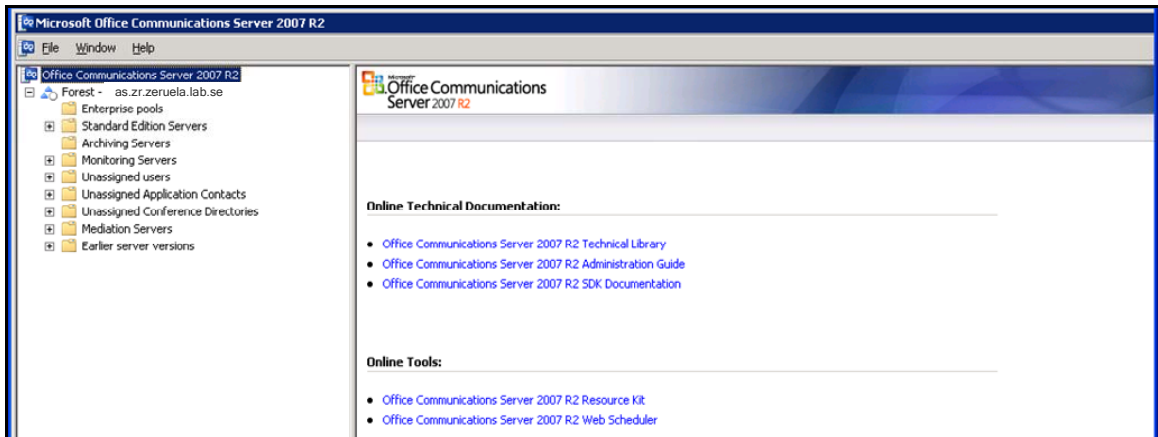 Microsoft Office Communications Server 2007 R2
File Window Help
Office Communications Server 2007 R2
Forest - as.zr.zeruela.lab.se
Enterprise pools
Standard Edition Servers
Archiving Servers
Monitoring Servers
Unassigned users
Unassigned Application Contacts
Unassigned Conference Directories
Mediation Servers
Earlier server versions
Microsoft
Office Communications
Server 2007 R2
Online Technical Documentation:
Office Communications Server 2007 R2 Technical Library
Office Communications Server 2007 R2 Administration Guide
Office Communications Server 2007 R2 SDK Documentation
Online Tools:
Office Communications Server 2007 R2 Resource Kit
Office Communications Server 2007 R2 Web Scheduler